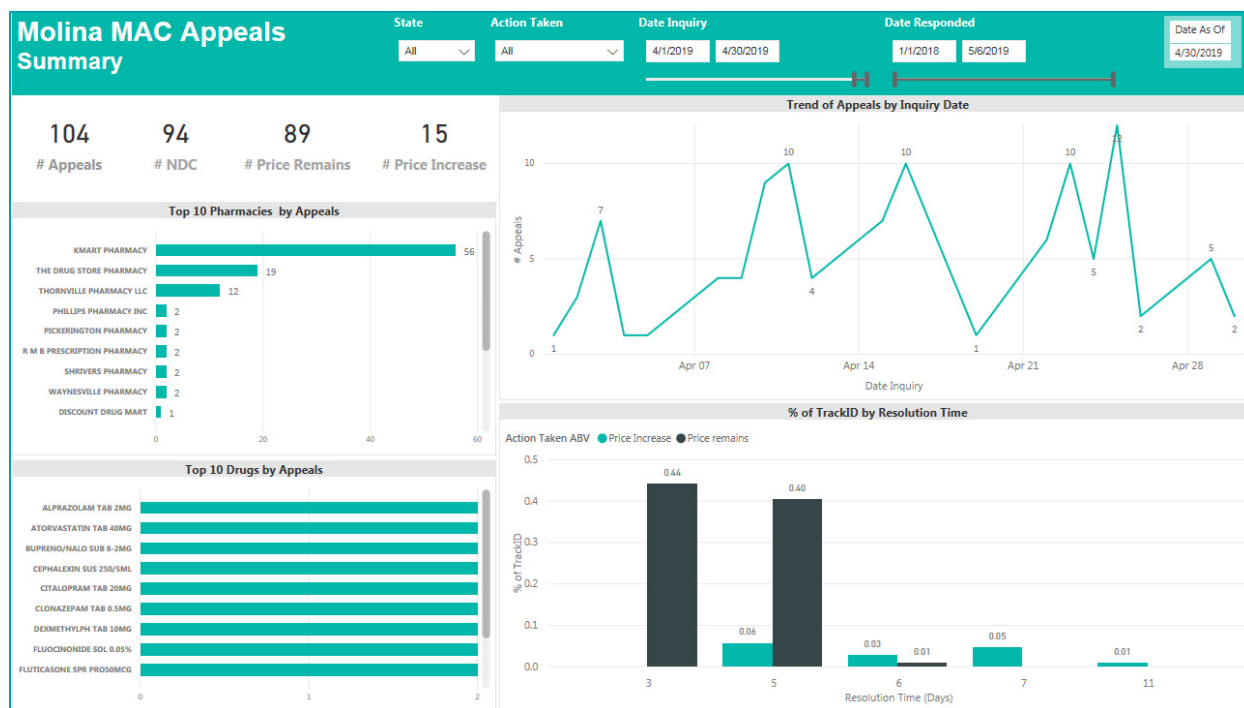 Molina MAC Appeals
Summary
State
All
Action Taken
All
Date Inquiry
4/1/2019 4/30/2019
Date Responded
1/1/2018 5/6/2019
Date As Of
4/30/2019
104
# Appeals
94
# NDC
89
# Price Remains
15
# Price Increase
Top 10 Pharmacies by Appeals
KMART PHARMACY 56
THE DRUG STORE PHARMACY 19
THORNVILLE PHARMACY LLC 12
PHILLIPS PHARMACY INC 2
PICKERINGTON PHARMACY 2
R M B PRESCRIPTION PHARMACY 2
SHRIVERS PHARMACY 2
WAYNESVILLE PHARMACY 2
DISCOUNT DRUG MART 1
0 20 40 60
Top 10 Drugs by Appeals
ALPRAZOLAM TAB 2MG
ATORVASTATIN TAB 40MG
BUPRENO/NALO SUB 8-2MG
CEPHALEXIN SUS 250/5ML
CITALOPRAM TAB 20MG
CLONAZEPAM TAB 0.5MG
DEXMETHYLPH TAB 10MG
FLUOCINONIDE SOL 0.05%
FLUTICASONE SPR PRO50MCG
0 1 2
Trend of Appeals by Inquiry Date
# Appeals
10
5
0
1 7 10 4 10 1 10 5 12 2 5 2
Apr 07 Apr 14 Apr 21 Apr 28
Date Inquiry
% of TrackID by Resolution Time
Action Taken ABV Price Increase Price remains
% of TrackID
0.5
0.4
0.3
0.2
0.1
0.0
0.44 0.06 0.40 0.03 0.01 0.05 0.01
3 5 6 7 11
Resolution Time (Days)